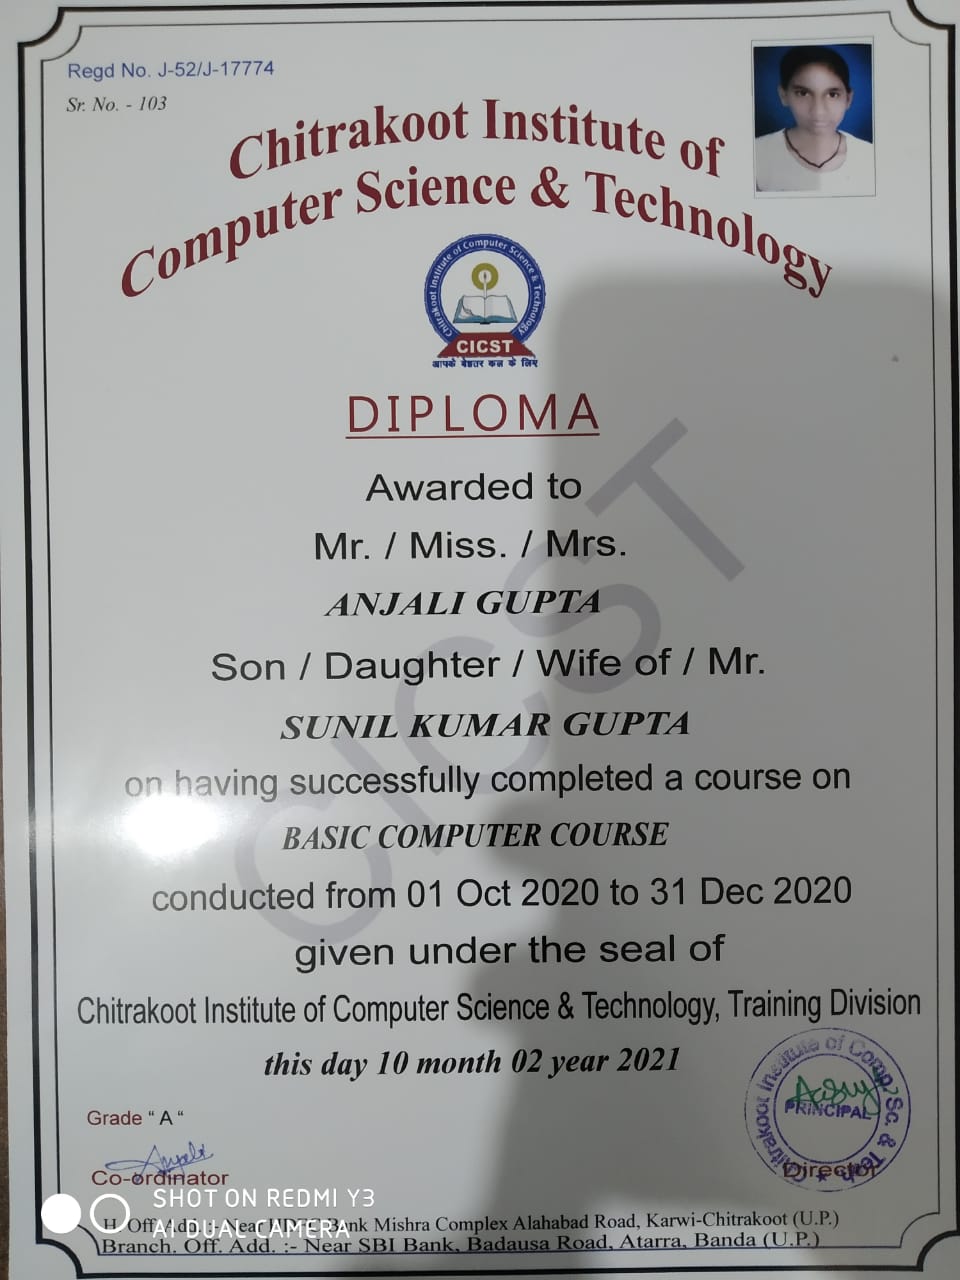 Regd No. J-52/J-17774
Sr. No. - 103
Chitrakoot Institute of
Computer Science & Technology
Chitrakoot Institute of Computer Science & Technology
CICST
आपके बेहतर कल के लिए
DIPLOMA
Awarded to
Mr. / Miss. / Mrs.
ANJALI GUPTA
Son / Daughter / Wife of / Mr.
SUNIL KUMAR GUPTA
on having successfully completed a course on
BASIC COMPUTER COURSE
conducted from 01 Oct 2020 to 31 Dec 2020
given under the seal of
Chitrakoot Institute of Computer Science & Technology, Training Division
this day 10 month 02 year 2021
CICST
Grade “ A “
Anjali
Co-ordinator
Chitrakoot Institute of Comp. Sc. & Tech.
PRINCIPAL
Director
SHOT ON REDMI Y3
AI DUAL CAMERA
H. Off. Add. :- Near Bank Mishra Complex Alahabad Road, Karwi-Chitrakoot (U.P.)
Branch. Off. Add. :- Near SBI Bank, Badausa Road, Atarra, Banda (U.P.)